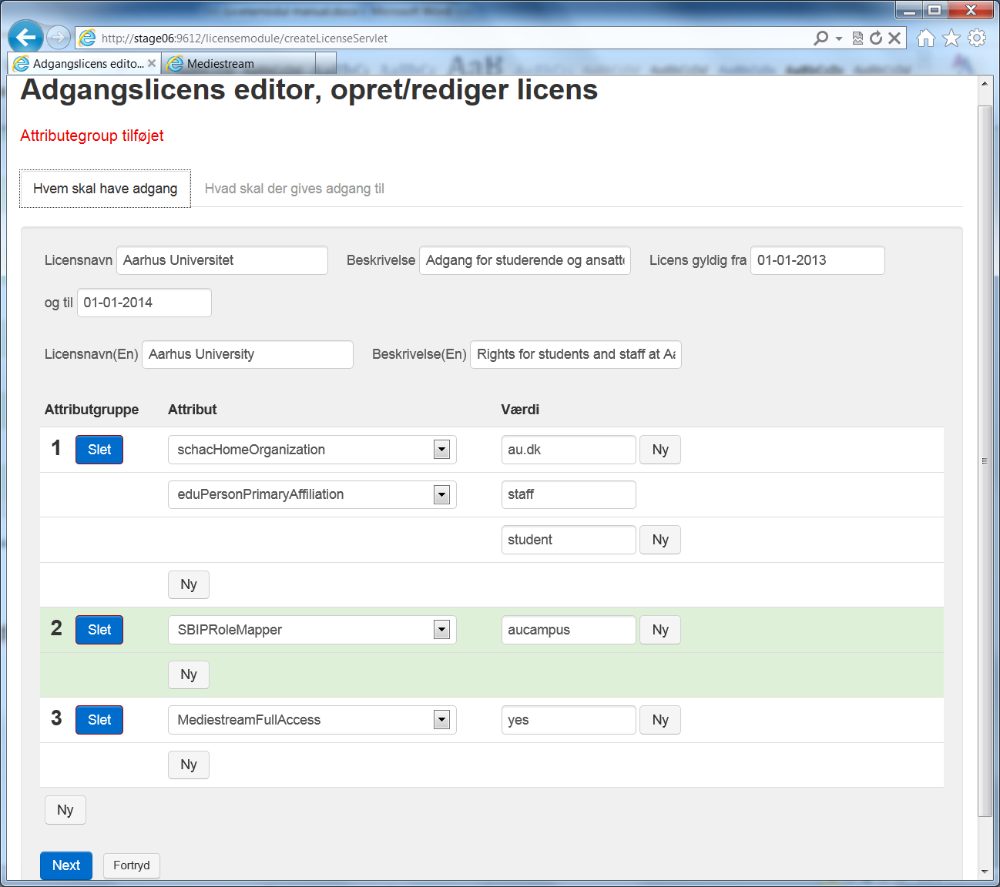 http://stage06:9612/licensemodule/createLicenseServlet
Adgangslicens edito...
Mediestream
Adgangslicens editor, opret/rediger licens
Attributegroup tilføjet
Hvem skal have adgang Hvad skal der gives adgang til
Licensnavn Aarhus Universitet Beskrivelse Adgang for studerende og ansatt Licens gyldig fra 01-01-2013
og til 01-01-2014
Licensnavn(En) Aarhus University Beskrivelse(En) Rights for students and staff at
Attributgruppe Attribut Værdi
1 Slet schacHomeOrganization au.dk Ny
eduPersonPrimaryAffiliation staff
student Ny
Ny
2 Slet SBIPRoleMapper aucampus Ny
Ny
3 Slet MediestreamFullAccess yes Ny
Ny
Ny
Next Fortryd